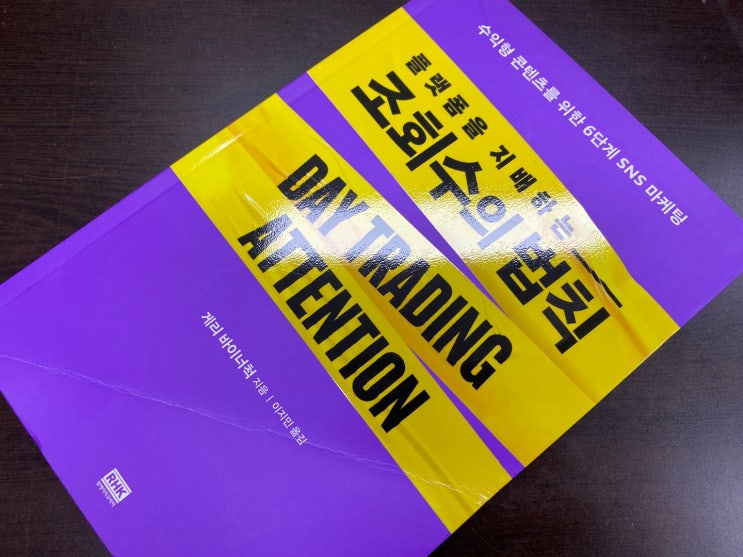 수익형 콘텐츠를 위한 6단계 SNS 마케팅
플랫폼을 지배하는
조회수의 법칙
DAY TRADING
ATTENTION
게리 바이너척 지음 | 이지민 옮김
RHK